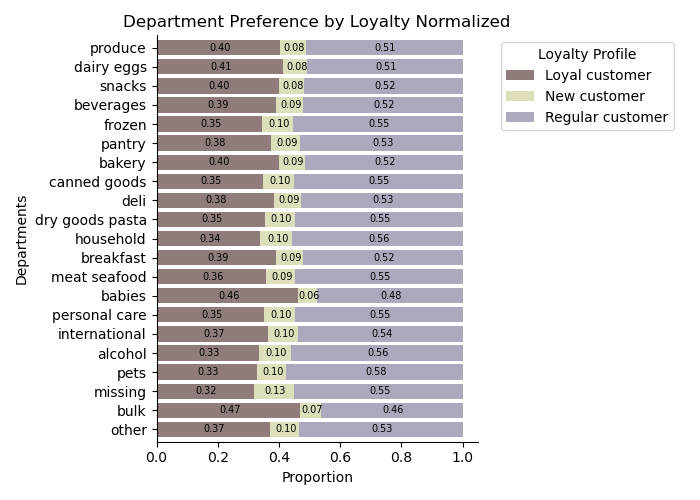 Department Preference by Loyalty Normalized
produce 0.40 0.08 0.51
dairy eggs 0.41 0.08 0.51
snacks 0.40 0.08 0.52
beverages 0.39 0.09 0.52
frozen 0.35 0.10 0.55
pantry 0.38 0.09 0.53
bakery 0.40 0.09 0.52
canned goods 0.35 0.10 0.55
deli 0.38 0.09 0.53
dry goods pasta 0.35 0.10 0.55
household 0.34 0.10 0.56
breakfast 0.39 0.09 0.52
meat seafood 0.36 0.09 0.55
babies 0.46 0.06 0.48
personal care 0.35 0.10 0.55
international 0.37 0.10 0.54
alcohol 0.33 0.10 0.56
pets 0.33 0.10 0.58
missing 0.32 0.13 0.55
bulk 0.47 0.07 0.46
other 0.37 0.10 0.53
Departments
0.0 0.2 0.4 0.6 0.8 1.0
Proportion
Loyalty Profile
Loyal customer
New customer
Regular customer